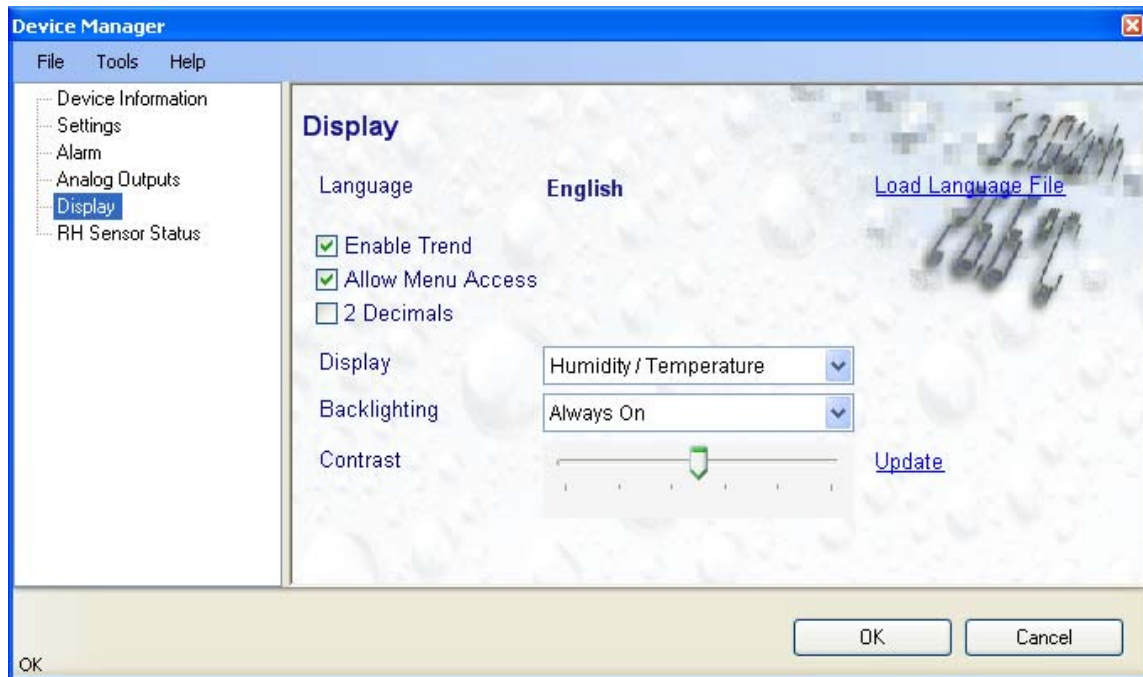 Device Manager
File Tools Help
Device Information
Settings
Alarm
Analog Outputs
Display
RH Sensor Status
Display
Language English Load Language File
Enable Trend
Allow Menu Access
2 Decimals
Display Humidity / Temperature
Backlighting Always On
Contrast Update
OK Cancel
OK